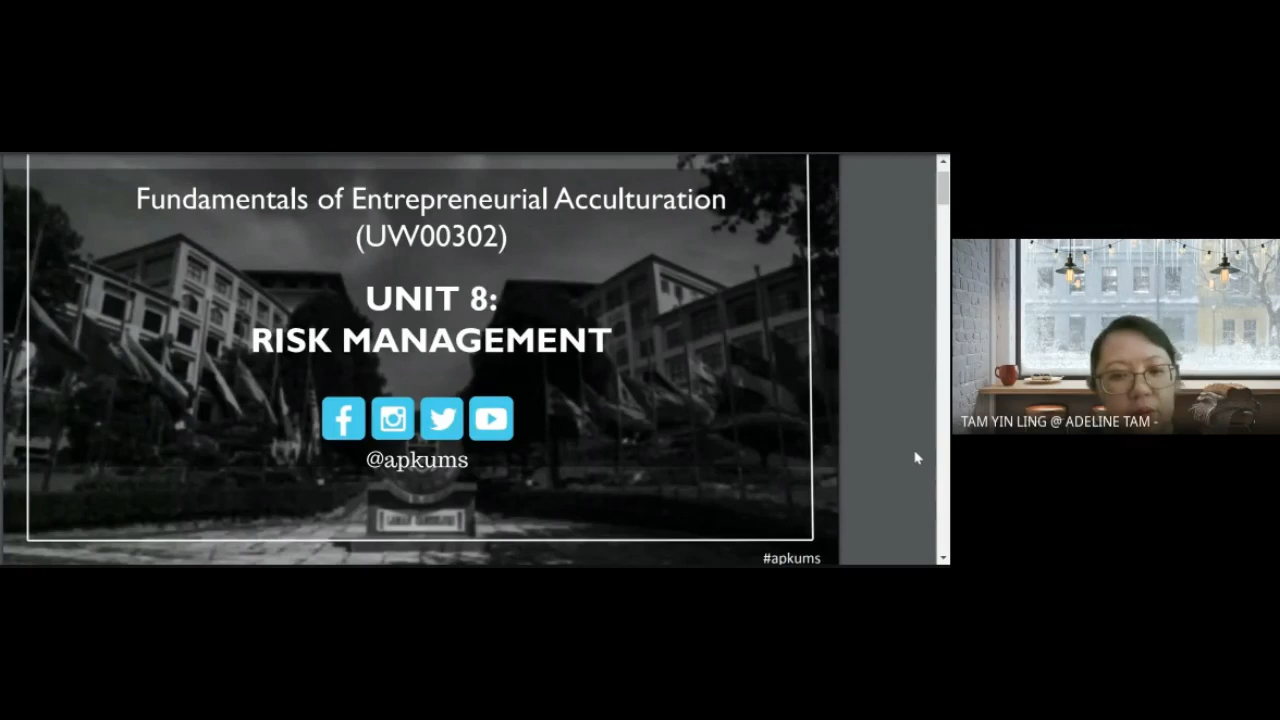 Fundamentals of Entrepreneurial Acculturation
(UW00302)
UNIT 8:
RISK MANAGEMENT
@apkums
#apkums
TAM YIN LING @ ADELINE TAM -